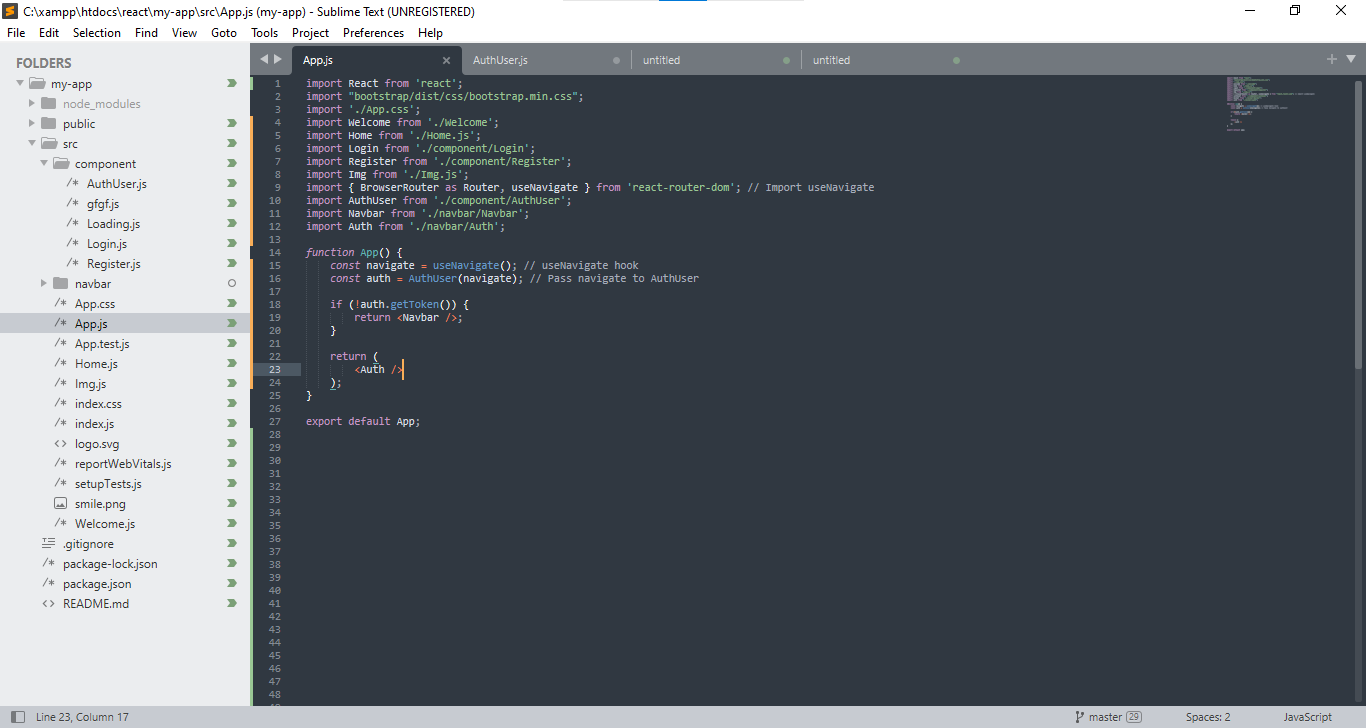 C:\xampp\htdocs\react\my-app\src\App.js (my-app) - Sublime Text (UNREGISTERED)
File Edit Selection Find View Goto Tools Project Preferences Help
FOLDERS
my-app
node_modules
public
src
component
/* AuthUser.js
/* gfgf.js
/* Loading.js
/* Login.js
/* Register.js
navbar
/* App.css
/* App.js
/* App.test.js
/* Home.js
/* Img.js
/* index.css
/* index.js
<> logo.svg
/* reportWebVitals.js
/* setupTests.js
smile.png
/* Welcome.js
.gitignore
/* package-lock.json
/* package.json
<> README.md
App.js AuthUser.js untitled untitled
1 import React from 'react';
2 import "bootstrap/dist/css/bootstrap.min.css";
3 import './App.css';
4 import Welcome from './Welcome';
5 import Home from './Home.js';
6 import Login from './component/Login';
7 import Register from './component/Register';
8 import Img from './Img.js';
9 import { BrowserRouter as Router, useNavigate } from 'react-router-dom'; // Import useNavigate
10 import AuthUser from './component/AuthUser';
11 import Navbar from './navbar/Navbar';
12 import Auth from './navbar/Auth';
13
14 function App() {
15 const navigate = useNavigate(); // useNavigate hook
16 const auth = AuthUser(navigate); // Pass navigate to AuthUser
17
18 if (!auth.getToken()) {
19 return <Navbar />;
20 }
21
22 return (
23 <Auth />
24 );
25 }
26
27 export default App;
28
29
30
31
32
33
34
35
36
37
38
39
40
41
42
43
44
45
46
47
48
Line 23, Column 17 master 29 Spaces: 2 JavaScript